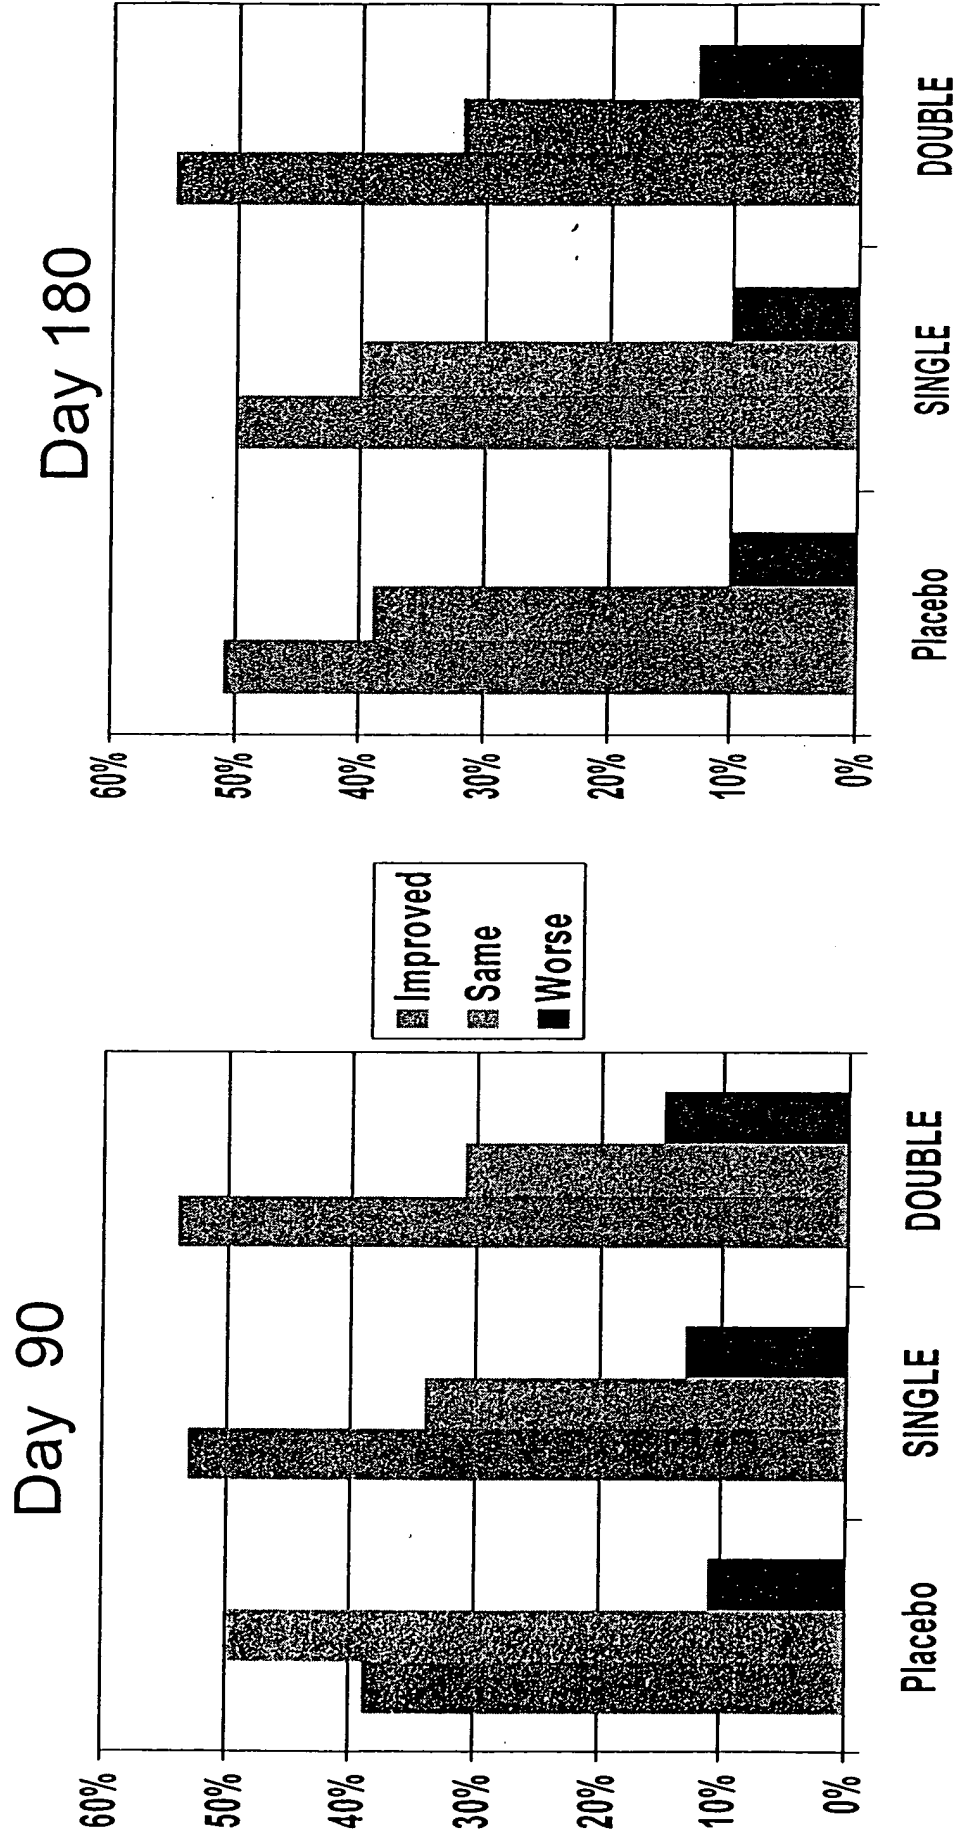 Day 90
60%
50%
40%
30%
20%
10%
0%
Placebo
SINGLE
DOUBLE
Improved
Same
Worse
Day 180
60%
50%
40%
30%
20%
10%
0%
Placebo
SINGLE
DOUBLE